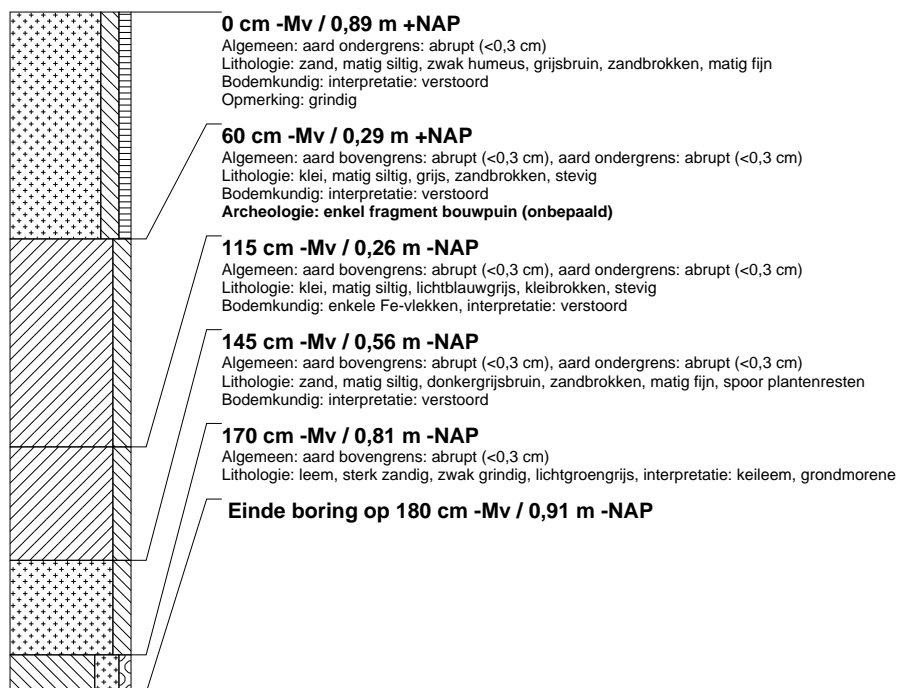 0 cm -Mv / 0,89 m +NAP
Algemeen: aard ondergrens: abrupt (<0,3 cm)
Lithologie: zand, matig siltig, zwak humeus, grijsbruin, zandbrokken, matig fijn
Bodemkundig: interpretatie: verstoord
Opmerking: grindig
60 cm -Mv / 0,29 m +NAP
Algemeen: aard bovengrens: abrupt (<0,3 cm), aard ondergrens: abrupt (<0,3 cm)
Lithologie: klei, matig siltig, grijs, zandbrokken, stevig
Bodemkundig: interpretatie: verstoord
Archeologie: enkel fragment bouwpuin (onbepaald)
115 cm -Mv / 0,26 m -NAP
Algemeen: aard bovengrens: abrupt (<0,3 cm), aard ondergrens: abrupt (<0,3 cm)
Lithologie: klei, matig siltig, lichtblauwgrijs, kleibrokken, stevig
Bodemkundig: enkele Fe-vlekken, interpretatie: verstoord
145 cm -Mv / 0,56 m -NAP
Algemeen: aard bovengrens: abrupt (<0,3 cm), aard ondergrens: abrupt (<0,3 cm)
Lithologie: zand, matig siltig, donkergrijsbruin, zandbrokken, matig fijn, spoor plantenresten
Bodemkundig: interpretatie: verstoord
170 cm -Mv / 0,81 m -NAP
Algemeen: aard bovengrens: abrupt (<0,3 cm)
Lithologie: leem, sterk zandig, zwak grindig, lichtgroengrijs, interpretatie: keileem, grondmorene
Einde boring op 180 cm -Mv / 0,91 m -NAP